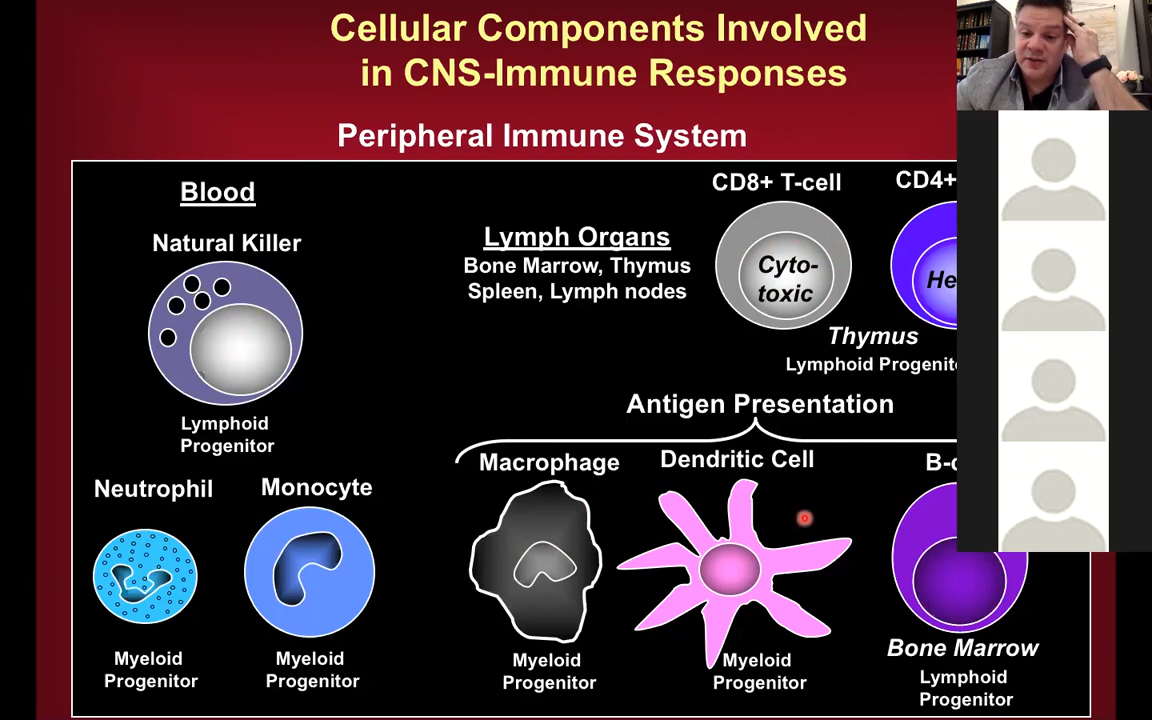 Cellular Components Involved
in CNS-Immune Responses
Peripheral Immune System
Blood
Natural Killer
Lymphoid
Progenitor
Neutrophil
Monocyte
Myeloid
Progenitor
Myeloid
Progenitor
Lymph Organs
Bone Marrow, Thymus
Spleen, Lymph nodes
CD8+ T-cell
Cyto-
toxic
CD4+
He
Thymus
Lymphoid
Antigen Presentation
Macrophage
Myeloid
Progenitor
Dendritic Cell
Myeloid
Progenitor
B-
Bone Marrow
Lymphoid
Progenitor